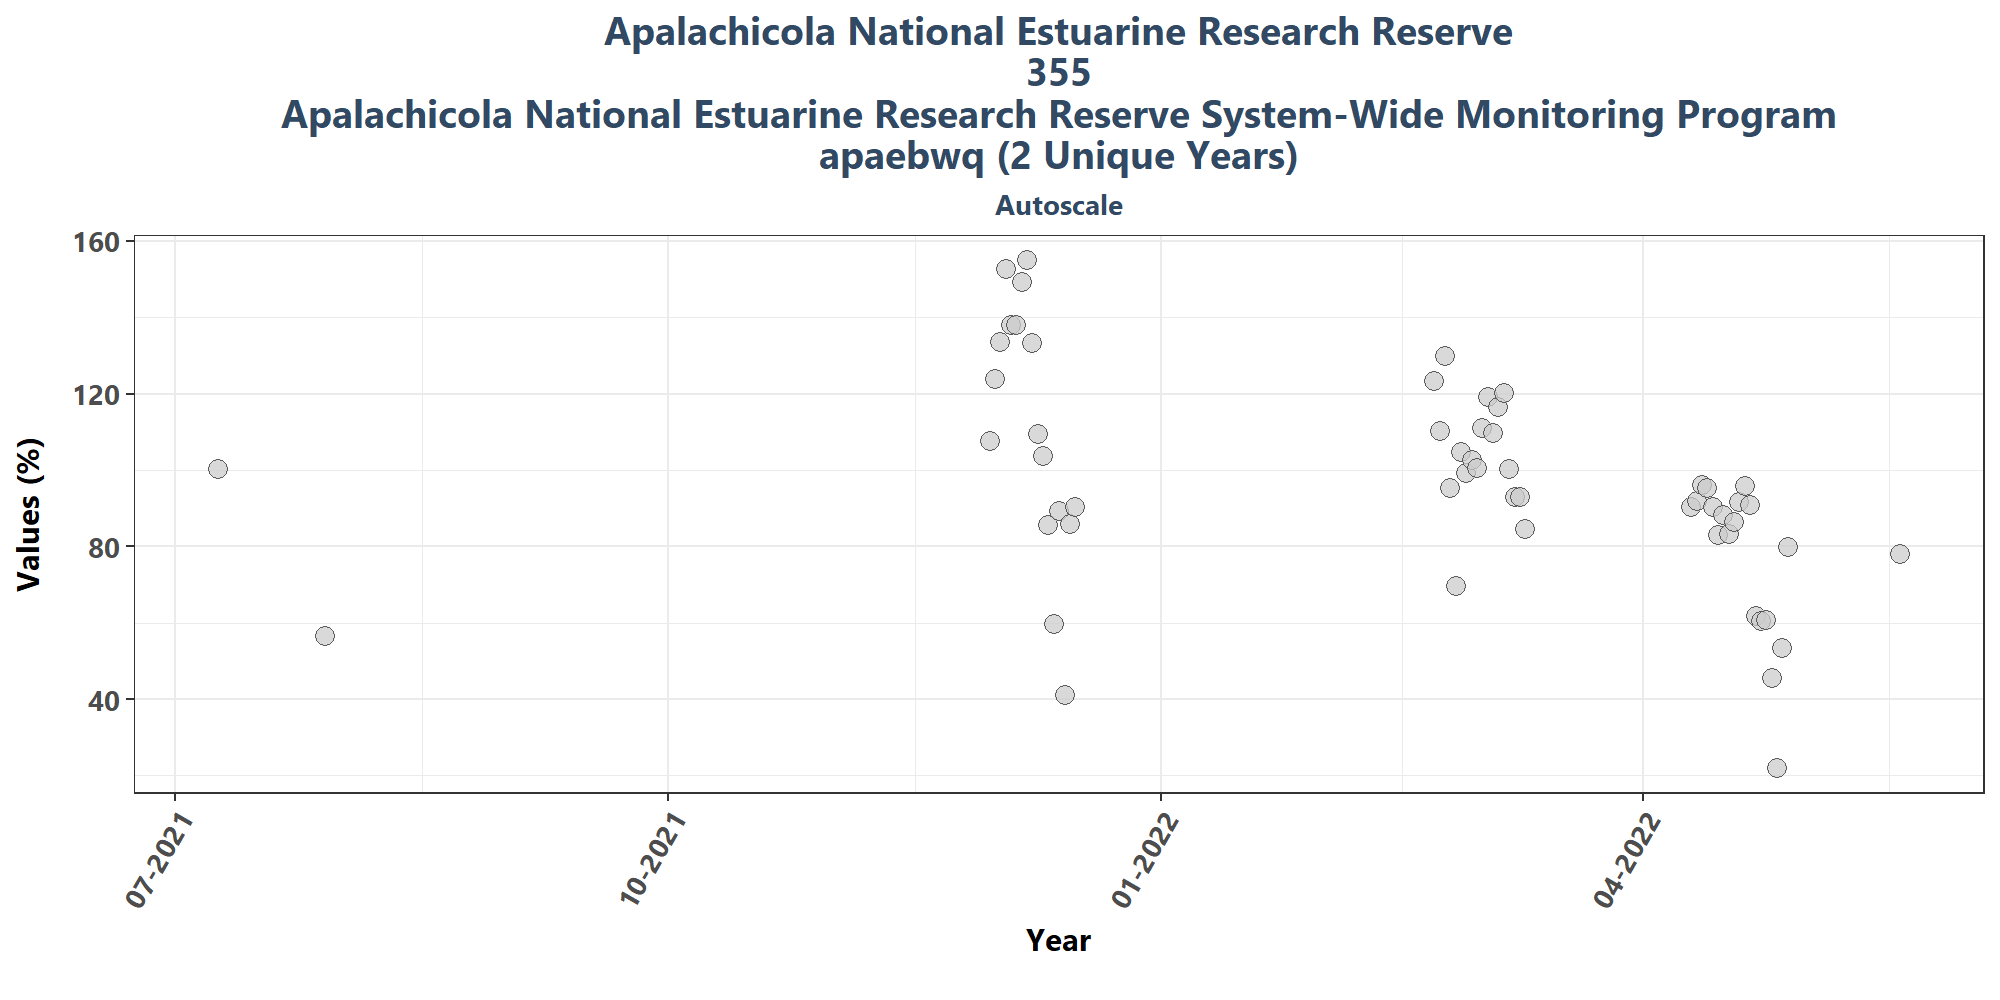 Apalachicola National Estuarine Research Reserve
355
Apalachicola National Estuarine Research Reserve System-Wide Monitoring Program
apaebwq (2 Unique Years)
Autoscale
160
120
80
40
Values (%)
07-2021
10-2021
01-2022
04-2022
Year